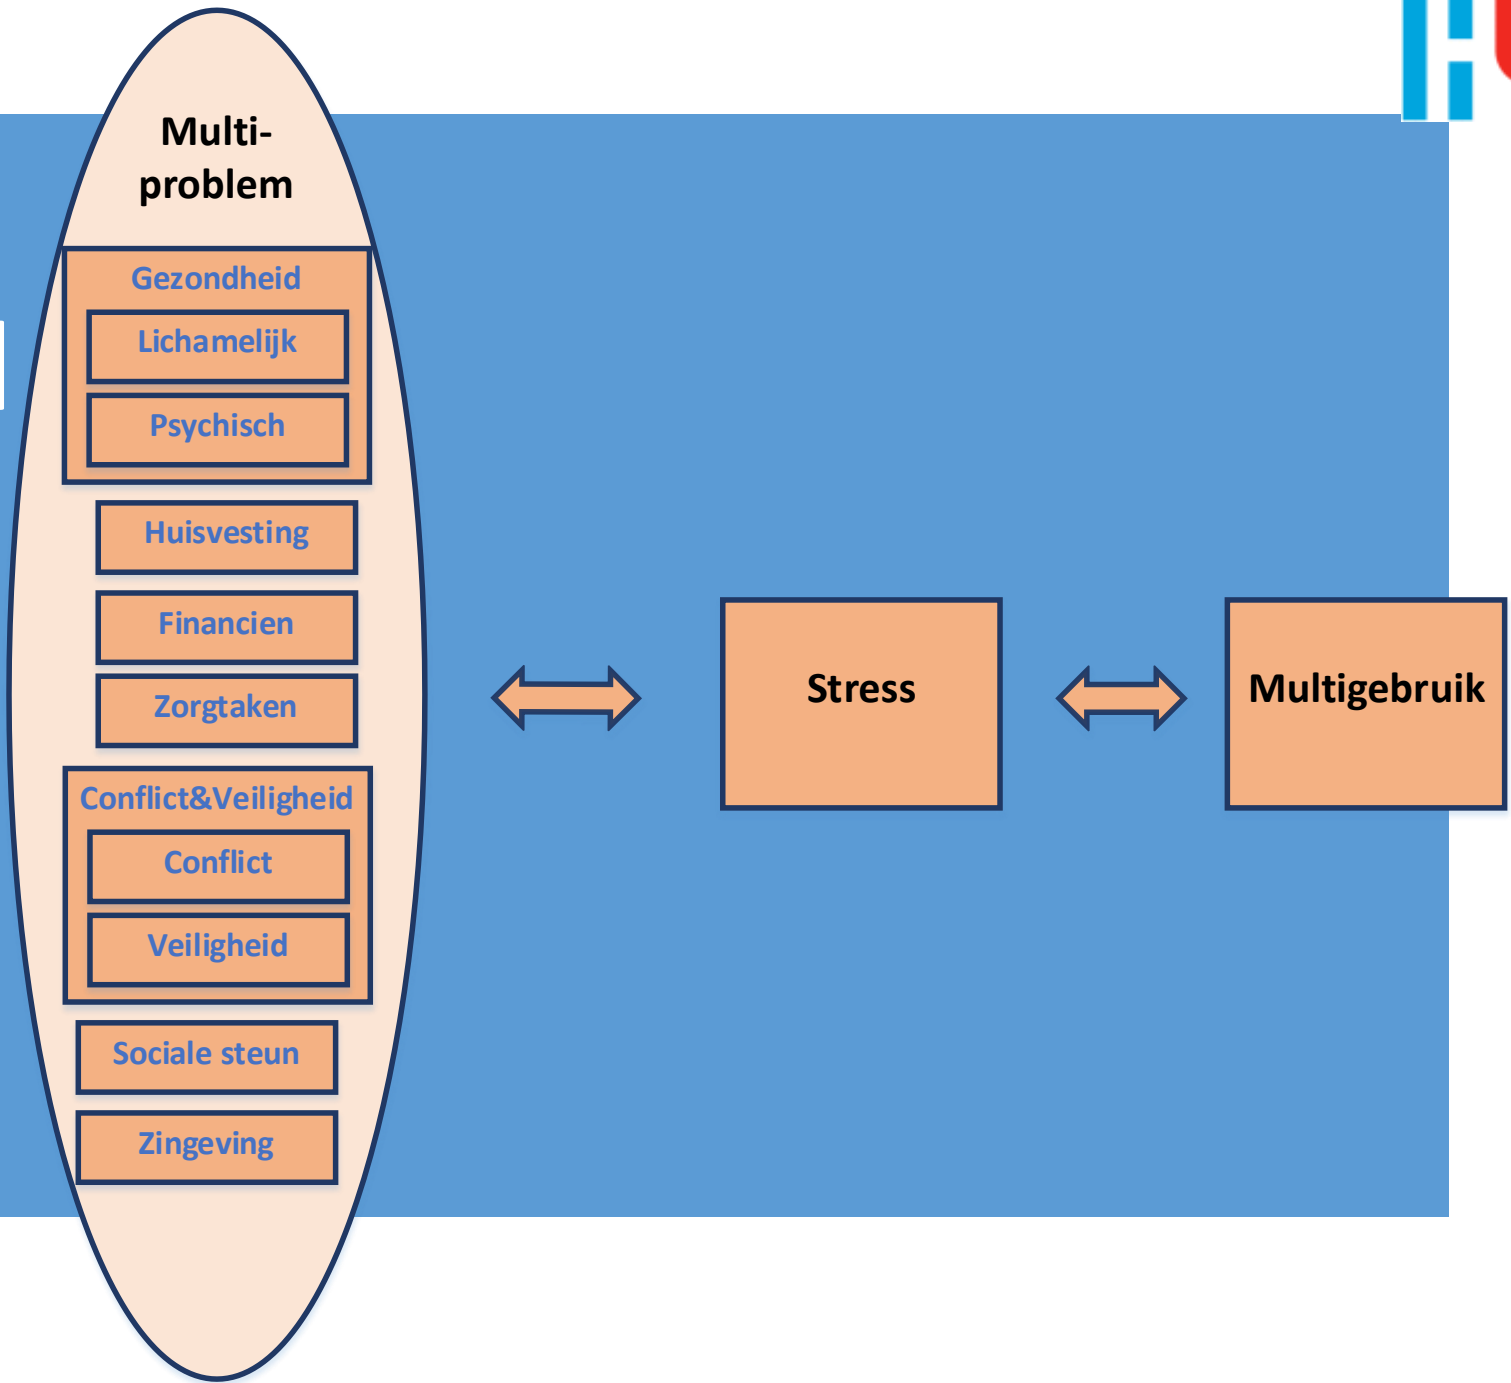 Multi-
problem
Gezondheid
Lichamelijk
Psychisch
Huisvesting
Financien
Zorgtaken
Conflict&Veiligheid
Conflict
Veiligheid
Sociale steun
Zingeving
Stress
Multigebruik